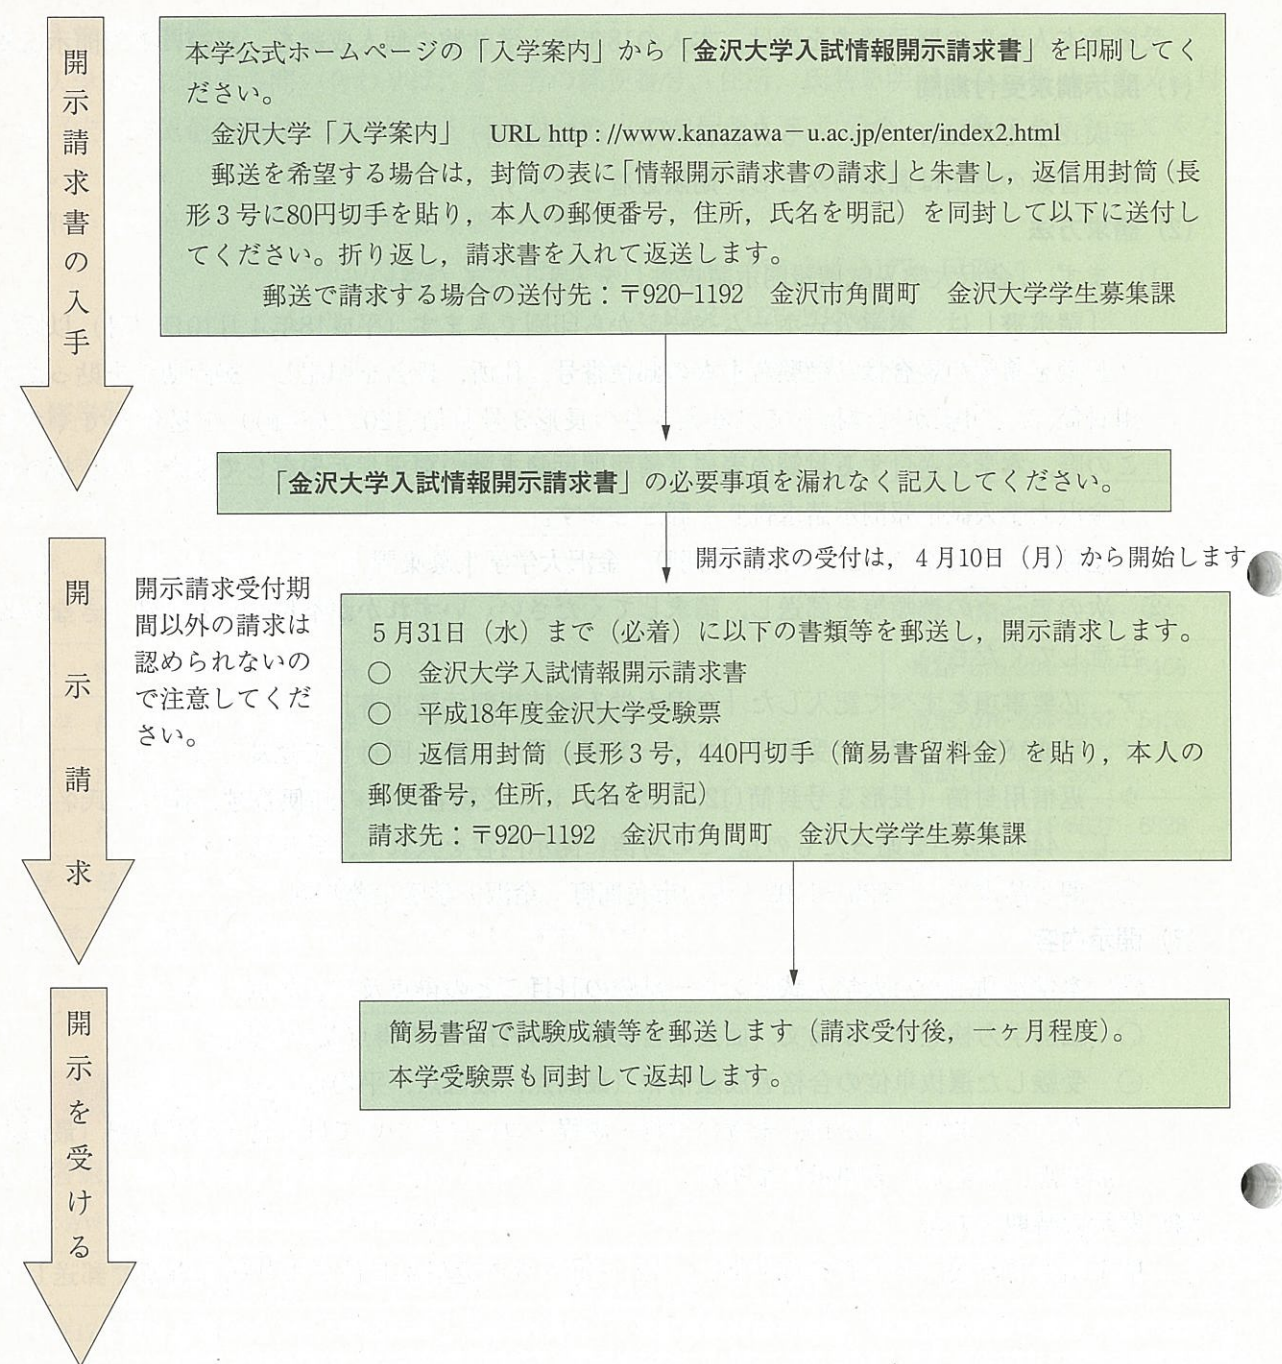 開示請求書の入手
本学公式ホームページの「入学案内」から「金沢大学入試情報開示請求書」を印刷してく
ださい。
金沢大学「入学案内」　URL http : //www.kanazawa－u.ac.jp/enter/index2.html
郵送を希望する場合は，封筒の表に「情報開示請求書の請求」と朱書し，返信用封筒（長
形３号に80円切手を貼り，本人の郵便番号，住所，氏名を明記）を同封して以下に送付し
てください。折り返し，請求書を入れて返送します。
郵送で請求する場合の送付先：〒920-1192　金沢市角間町　金沢大学学生募集課
「金沢大学入試情報開示請求書」の必要事項を漏れなく記入してください。
開示請求の受付は，４月10日（月）から開始します
開示請求
開示請求受付期
間以外の請求は
認められないの
で注意してくだ
さい。
５月31日（水）まで（必着）に以下の書類等を郵送し，開示請求します。
○　金沢大学入試情報開示請求書
○　平成18年度金沢大学受験票
○　返信用封筒（長形３号，440円切手（簡易書留料金）を貼り，本人の
郵便番号，住所，氏名を明記）
請求先：〒920-1192　金沢市角間町　金沢大学学生募集課
開示を受ける
簡易書留で試験成績等を郵送します（請求受付後，一ヶ月程度）。
本学受験票も同封して返却します。